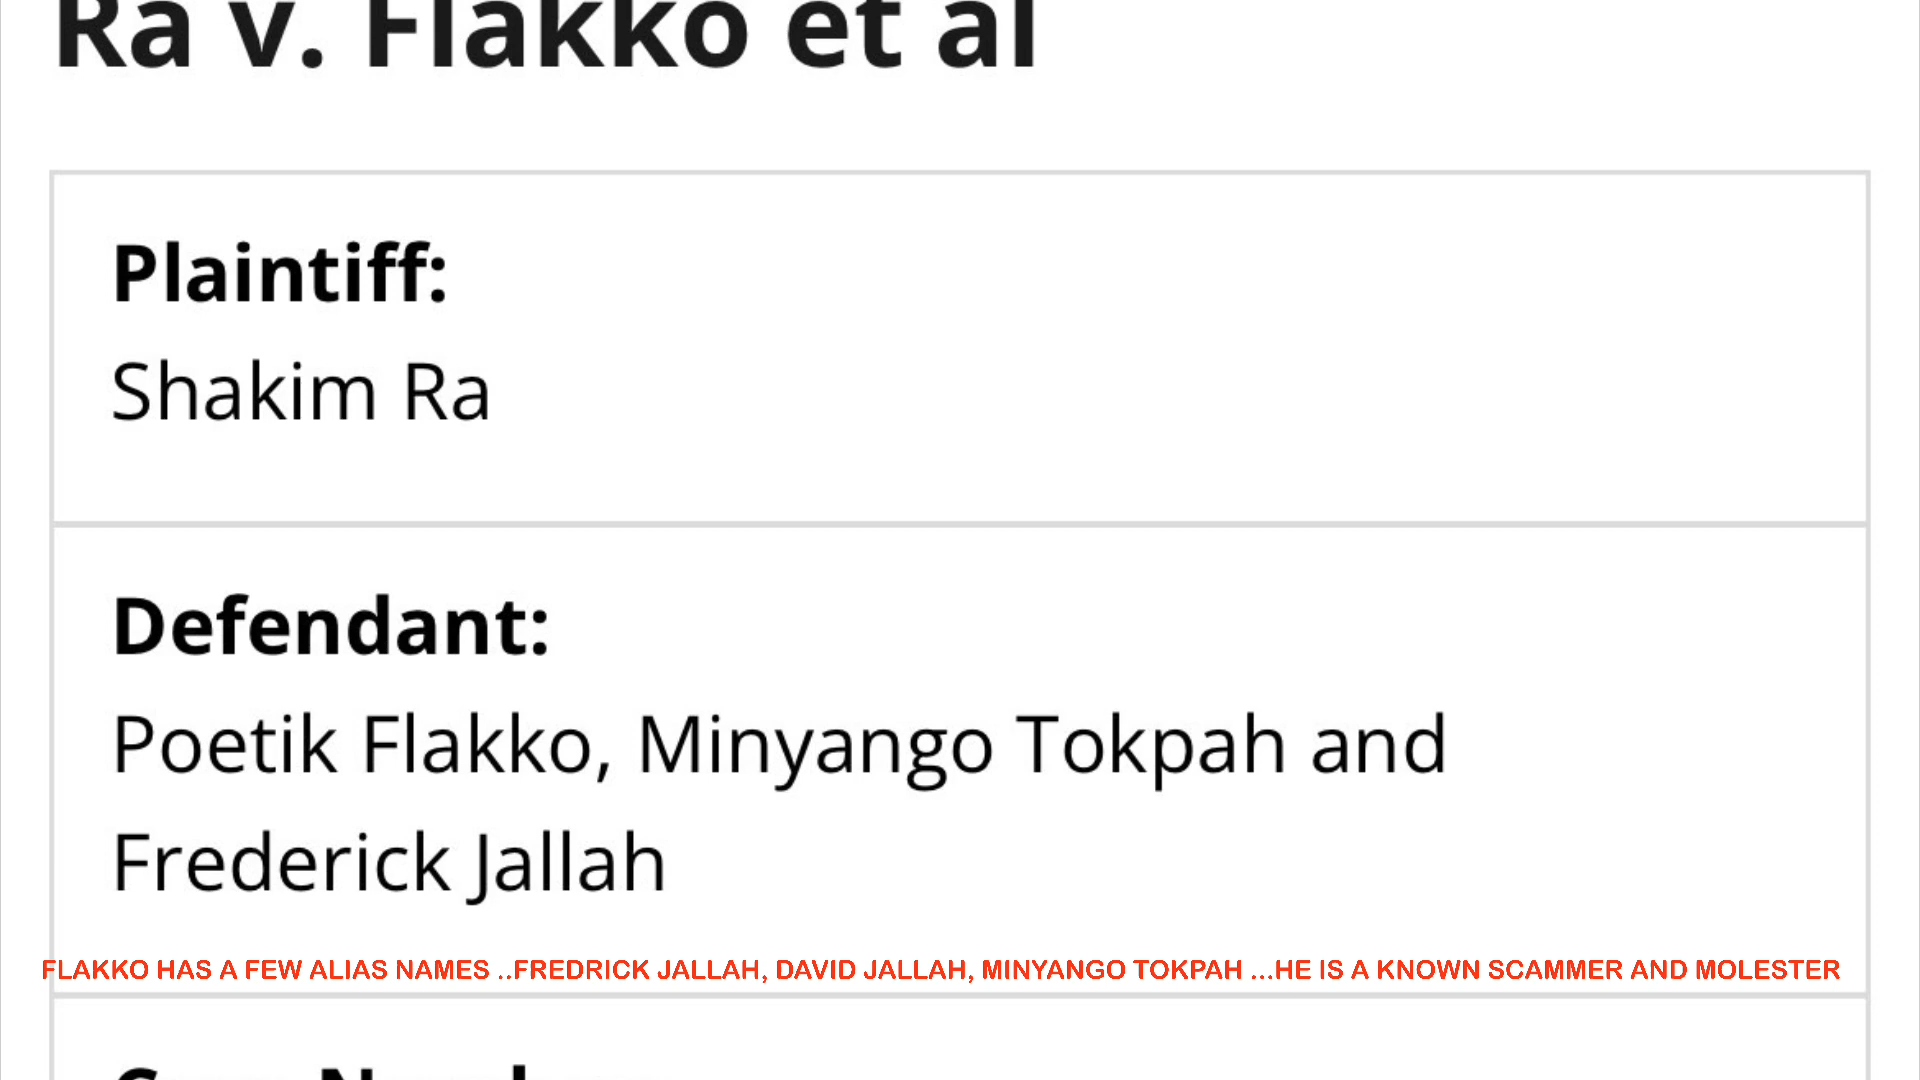 Ra v. Flakko et al
Plaintiff:
Shakim Ra
Defendant:
Poetik Flakko, Minyango Tokpah and
Frederick Jallah
FLAKKO HAS A FEW ALIAS NAMES ..FREDRICK JALLAH, DAVID JALLAH, MINYANGO TOKPAH ...HE IS A KNOWN SCAMMER AND MOLESTER